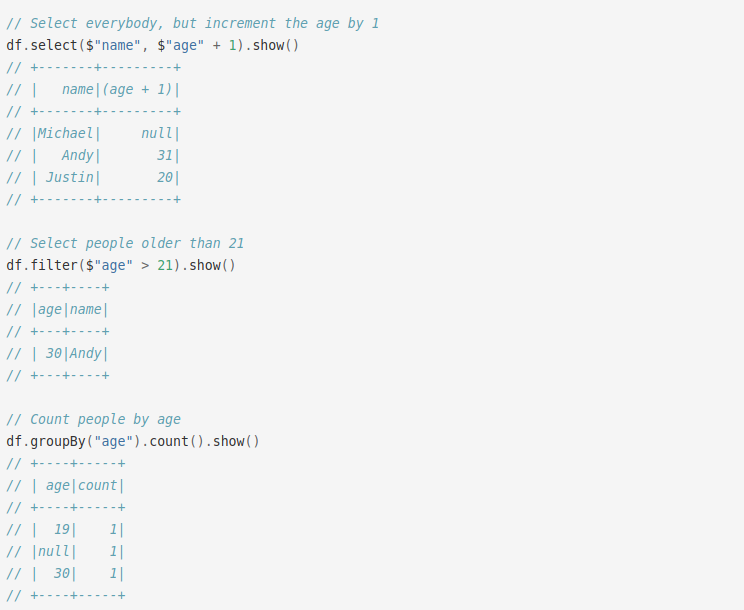 // Select everybody, but increment the age by 1
df.select($"name", $"age" + 1).show()
// +-------+---------+
// |   name|(age + 1)|
// +-------+---------+
// |Michael|     null|
// |   Andy|       31|
// | Justin|       20|
// +-------+---------+

// Select people older than 21
df.filter($"age" > 21).show()
// +---+----+
// |age|name|
// +---+----+
// | 30|Andy|
// +---+----+

// Count people by age
df.groupBy("age").count().show()
// +----+-----+
// | age|count|
// +----+-----+
// |  19|    1|
// |null|    1|
// |  30|    1|
// +----+-----+